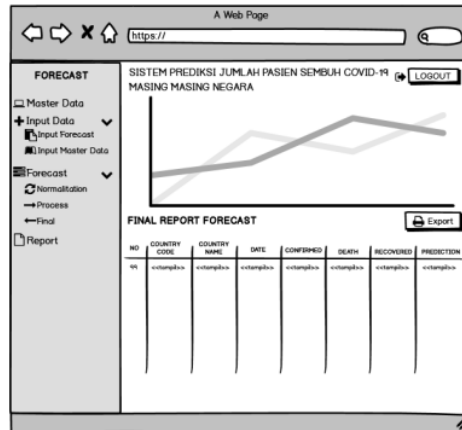 A Web Page
https://
FORECAST
Master Data
Input Data
Input Forecast
Input Master Data
Forecast
Normalitation
Process
Final
Report
SISTEM PREDIKSI JUMLAH PASIEN SEMBUH COVID-19
MASING MASING NEGARA
LOGOUT
FINAL REPORT FORECAST
Export
NO COUNTRY CODE COUNTRY NAME DATE CONFIRMED DEATH RECOVERED PREDICTION
99 <<tampil>> <<tampil>> <<tampil>> <<tampil>> <<tampil>> <<tampil>> <<tampil>>